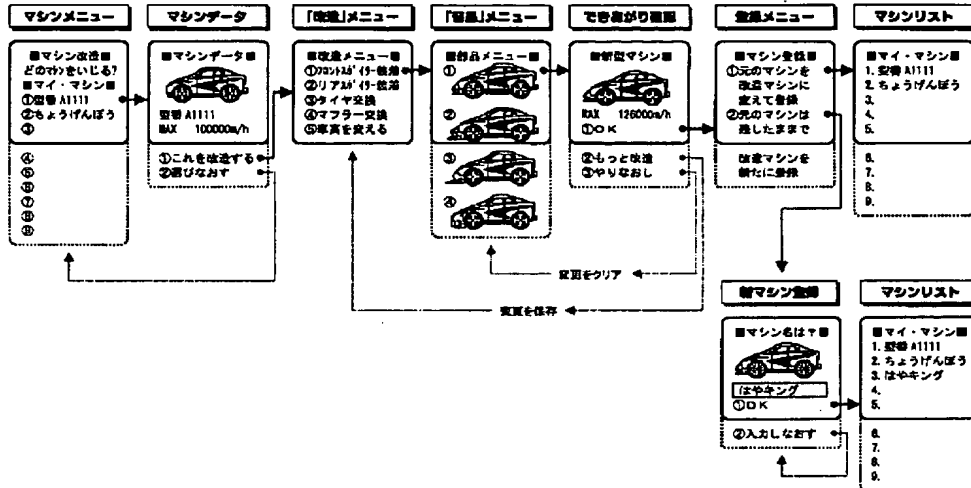 マシンメニュー
■マシン改造■
どのマシンをいじる?
■マイ・マシン■
①型番 A1111
②ちょうげんぼう
③
④
⑤
⑥
⑦
⑧
⑨
マシンデータ
■マシンデータ■
型番 A1111
MAX 100000m/h
①これを改造する
②選びなおす
「改造」メニュー
■改造メニュー■
①フロントスポイラー装着
②リアスポイラー装着
③タイヤ交換
④マフラー交換
⑤車高を変える
「部品」メニュー
■部品メニュー■
①
②
③
④
できあがり確認
■新型マシン■
MAX 126000m/h
①OK
②もっと改造
③やりなおし
登録メニュー
■マシン登録■
①元のマシンを
改造マシンに
変えて登録
②元のマシンは
残したままで
改造マシンを
新たに登録
マシンリスト
■マイ・マシン■
1. 型番 A1111
2. ちょうげんぼう
3.
4.
5.
6.
7.
8.
9.
変更をクリア
変更を保存
新マシン登録
■マシン名は?■
はやキング
①OK
②入力しなおす
マシンリスト
■マイ・マシン■
1. 型番 A1111
2. ちょうげんぼう
3. はやキング
4.
5.
6.
7.
8.
9.